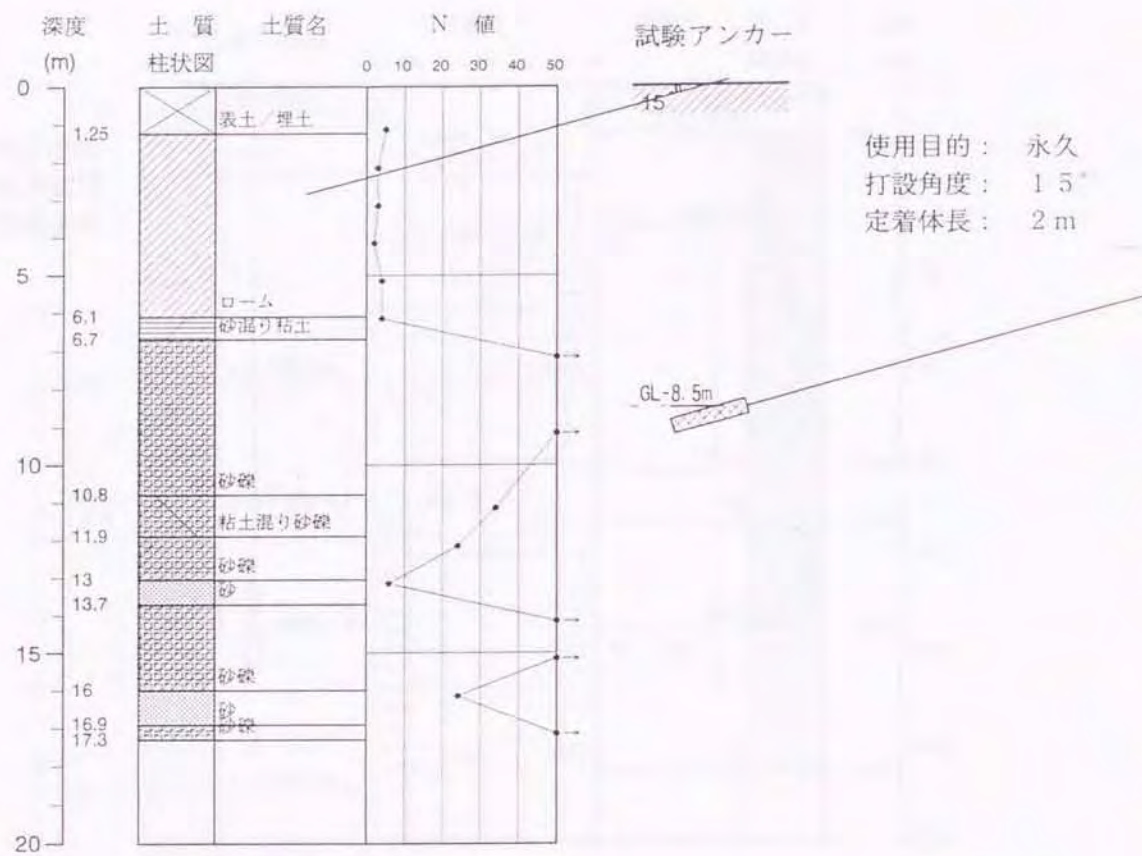 深度 土質 土質名 N値 試験アンカー
(m) 柱状図
0 10 20 30 40 50
0
表土/埋土
15
1.25
使用目的: 永久
打設角度: 15°
定着体長: 2m
5
ローム
6.1
砂混り粘土
6.7
GL-8.5m
10
砂礫
10.8
粘土混り砂礫
11.9
砂礫
13
砂
13.7
15
砂礫
16
砂
16.9
砂礫
17.3
20